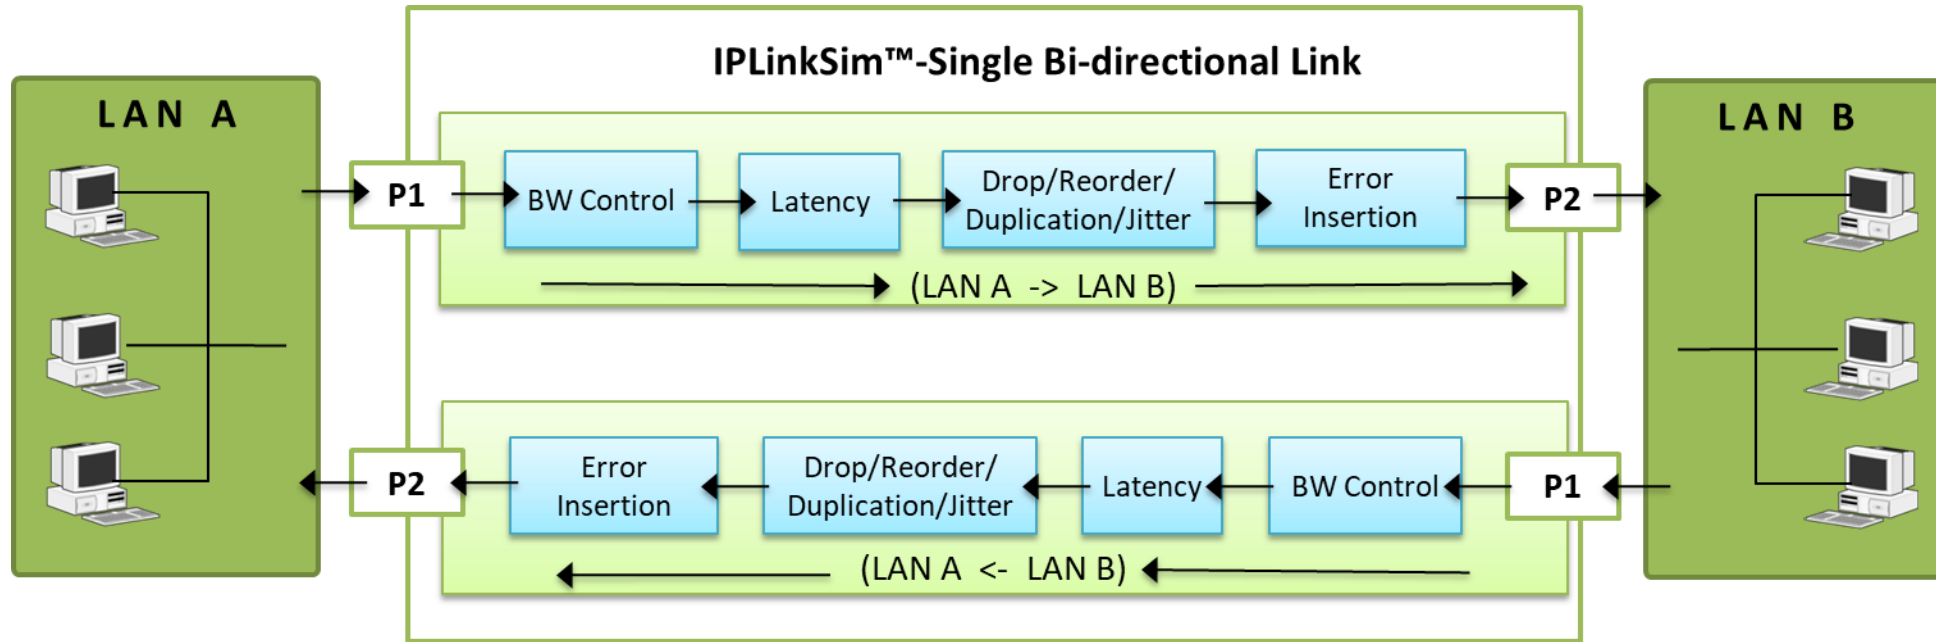 IPLinkSim™-Single Bi-directional Link
LAN A
LAN B
P1
BW Control
Latency
Drop/Reorder/
Duplication/Jitter
Error
Insertion
P2
(LAN A -> LAN B)
P2
Error
Insertion
Drop/Reorder/
Duplication/Jitter
Latency
BW Control
P1
(LAN A <- LAN B)